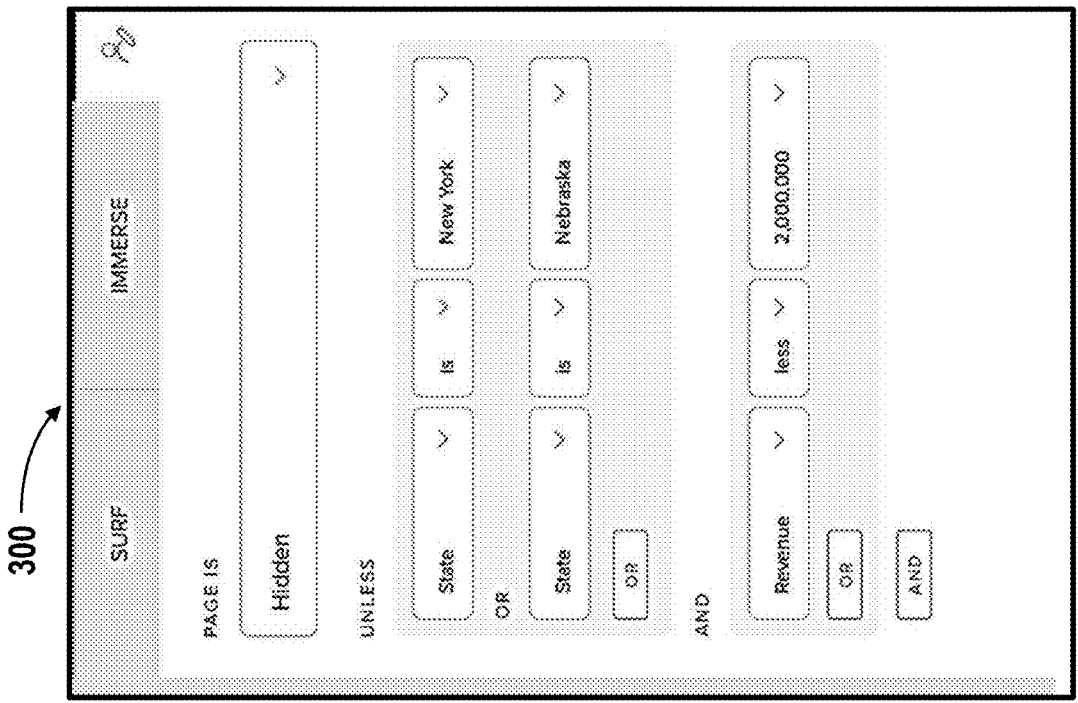 300
SURF IMMERSE
PAGE IS
Hidden
UNLESS
State is New York
OR
State is Nebraska
OR
AND
Revenue less 2,000,000
OR
AND